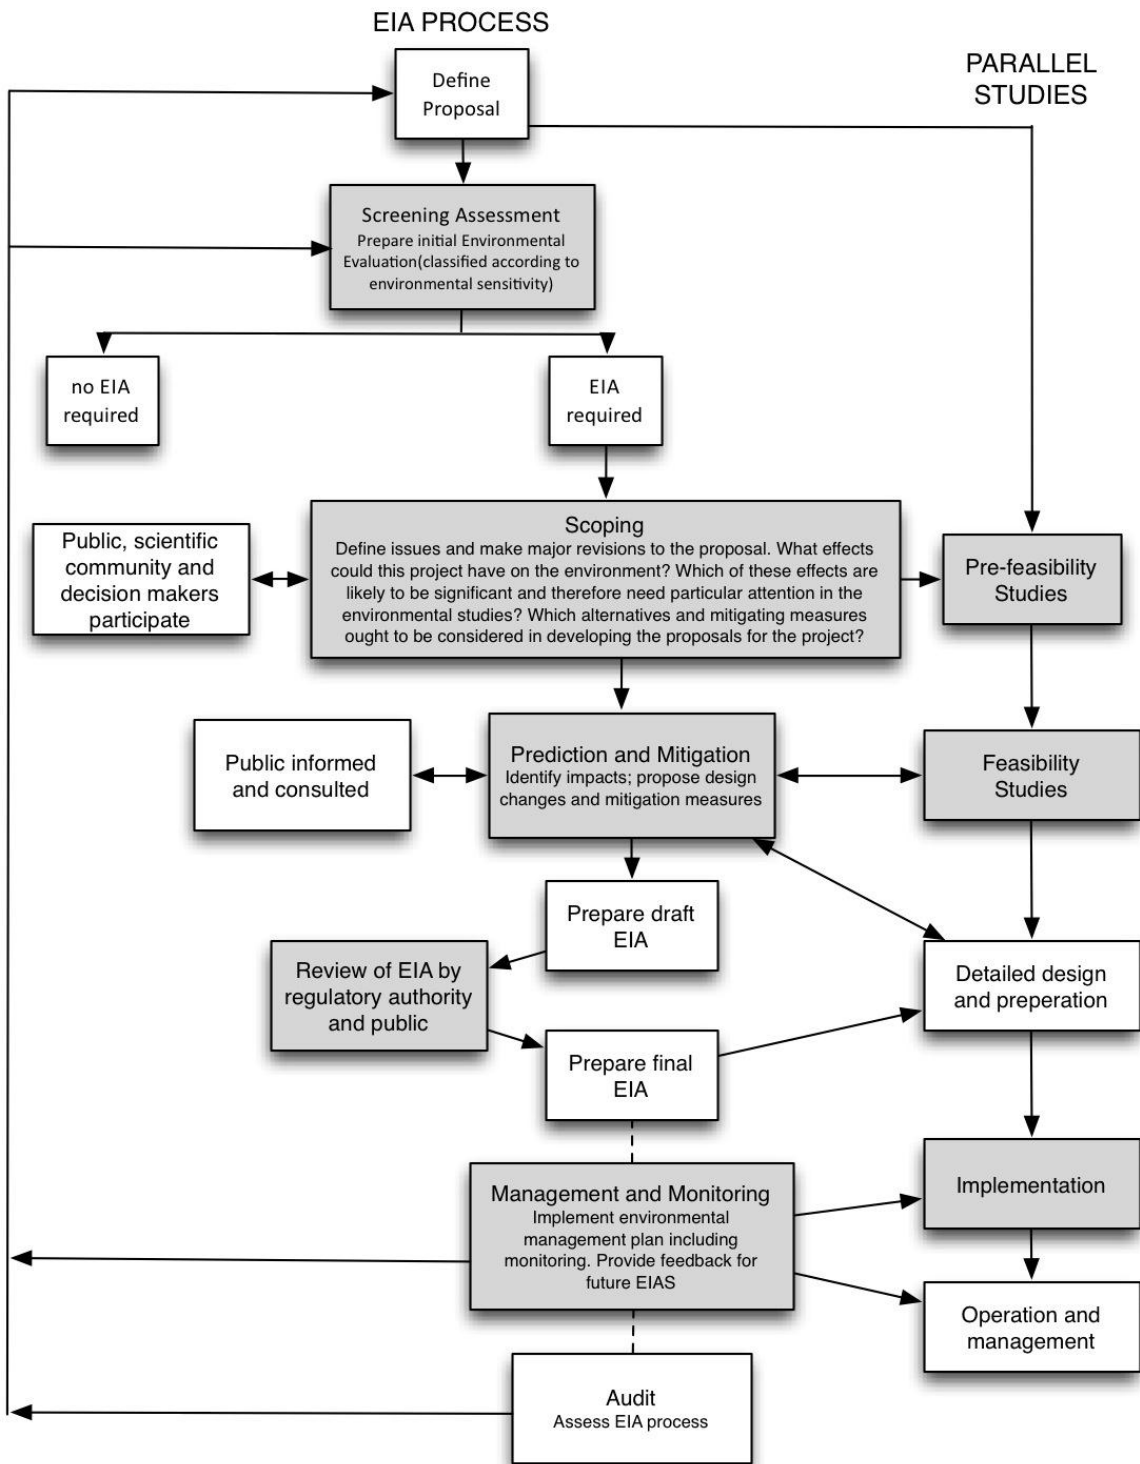 EIA PROCESS
PARALLEL
STUDIES
Define
Proposal
Screening Assessment
Prepare initial Environmental
Evaluation(classified according to
environmental sensitivity)
no EIA
required
EIA
required
Scoping
Define issues and make major revisions to the proposal. What effects
could this project have on the environment? Which of these effects are
likely to be significant and therefore need particular attention in the
environmental studies? Which alternatives and mitigating measures
ought to be considered in developing the proposals for the project?
Public, scientific
community and
decision makers
participate
Pre-feasibility
Studies
Public informed
and consulted
Prediction and Mitigation
Identify impacts; propose design
changes and mitigation measures
Feasibility
Studies
Prepare draft
EIA
Review of EIA by
regulatory authority
and public
Detailed design
and preperation
Prepare final
EIA
Management and Monitoring
Implement environmental
management plan including
monitoring. Provide feedback for
future EIAS
Implementation
Operation and
management
Audit
Assess EIA process